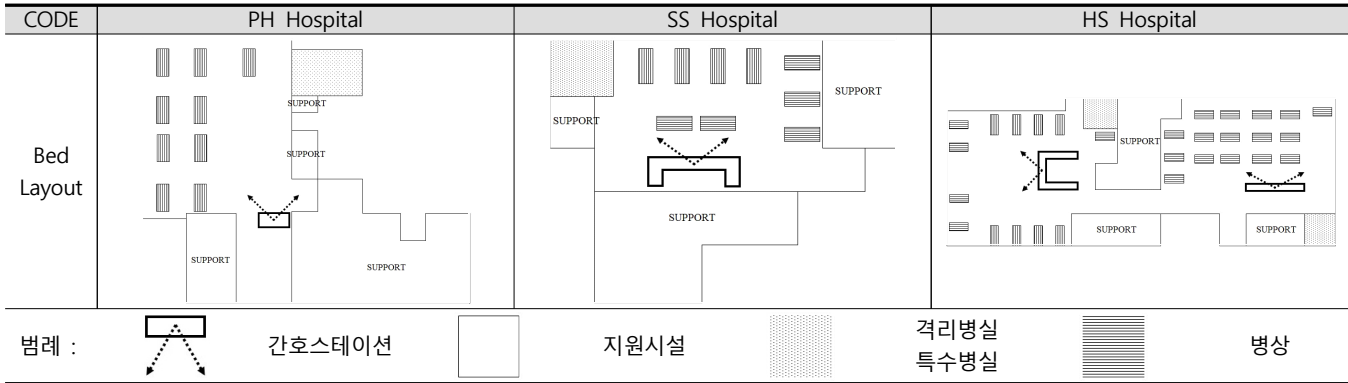 CODE PH Hospital SS Hospital HS Hospital
Bed
Layout
SUPPORT
SUPPORT
SUPPORT
SUPPORT
SUPPORT
SUPPORT
SUPPORT
SUPPORT
SUPPORT
SUPPORT
범례 : 간호스테이션 지원시설 격리병실 병상
특수병실